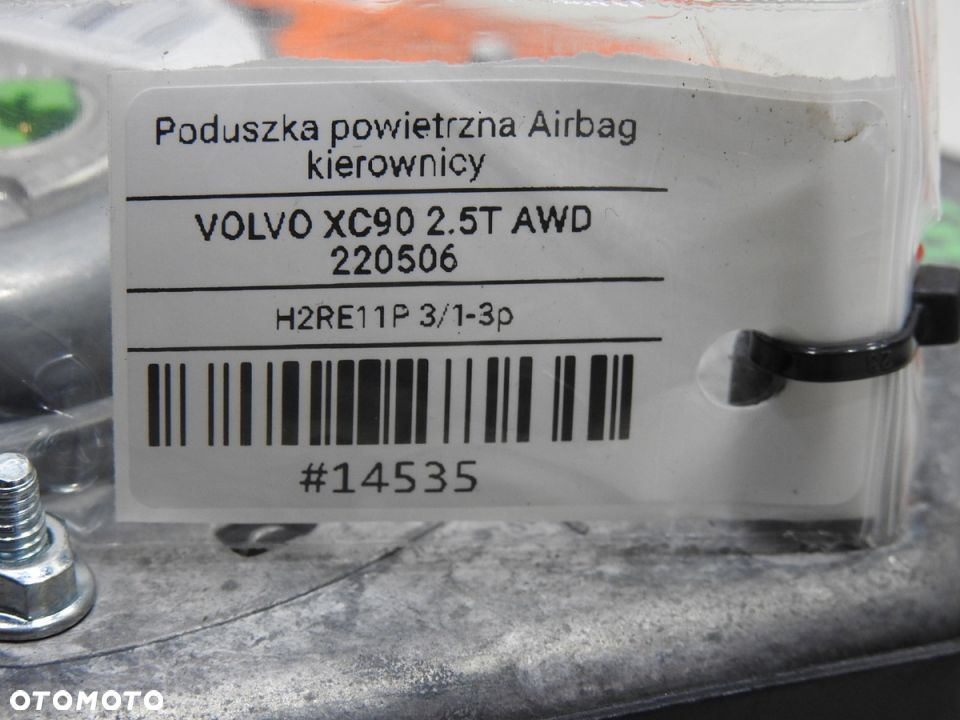 Poduszka powietrzna Airbag
kierownicy
VOLVO XC90 2.5T AWD
220506
H2RE11P 3/1-3p
#14535
OTOMOTO